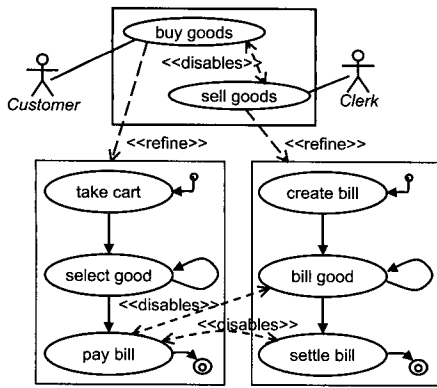 buy goods
<<disables>>
Customer
sell goods
Clerk
<<refine>>
<<refine>>
take cart
create bill
select good
bill good
<<disables>>
<<disables>>
pay bill
settle bill